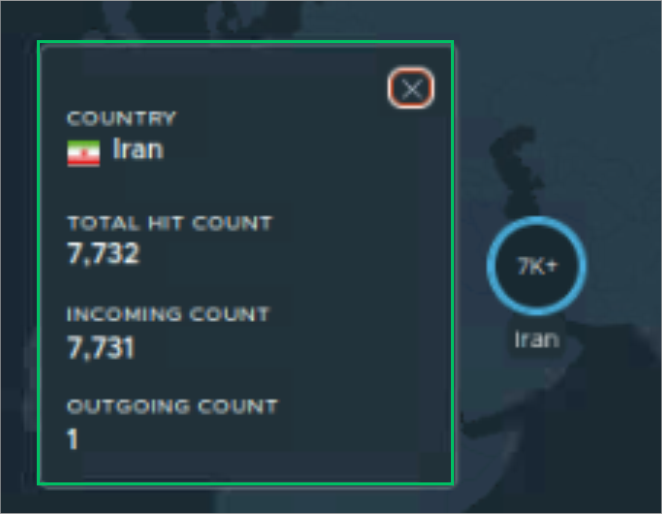 COUNTRY
Iran
TOTAL HIT COUNT
7,732
INCOMING COUNT
7,731
OUTGOING COUNT
1
7K+
Iran